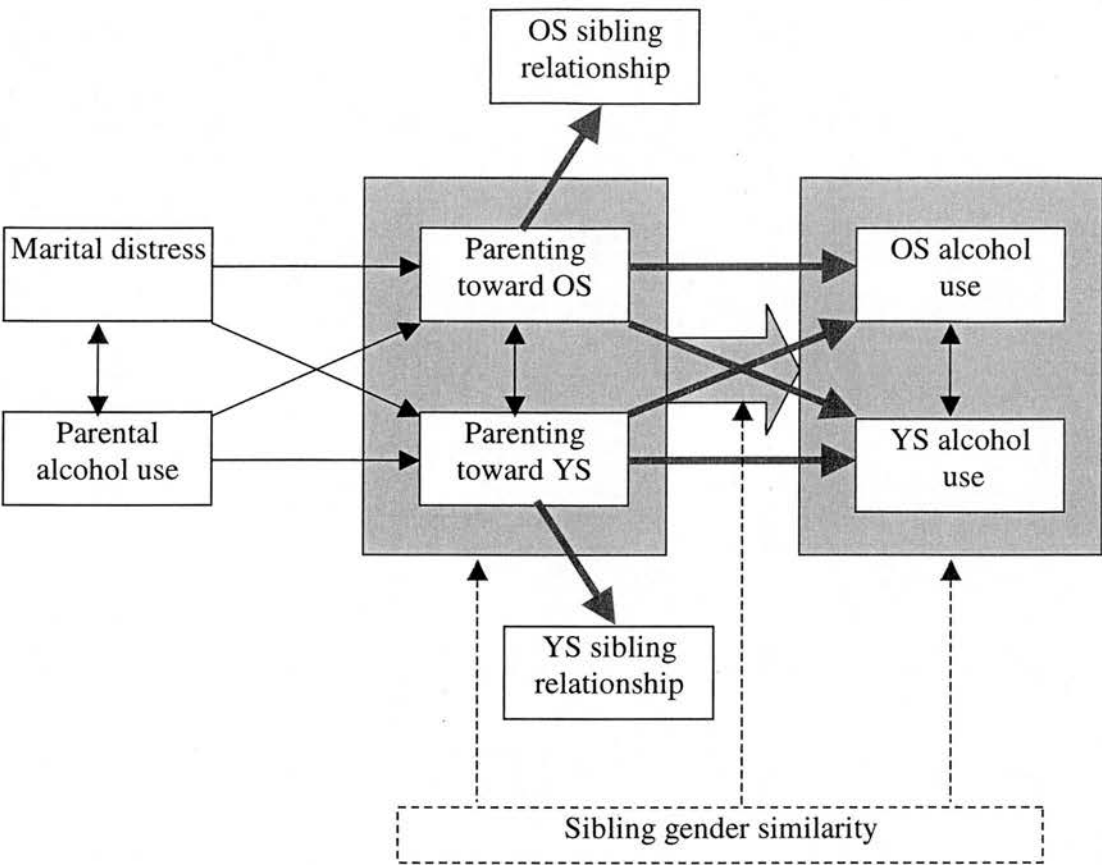 OS sibling
relationship
Marital distress
Parenting
toward OS
OS alcohol
use
Parental
alcohol use
Parenting
toward YS
YS alcohol
use
YS sibling
relationship
Sibling gender similarity